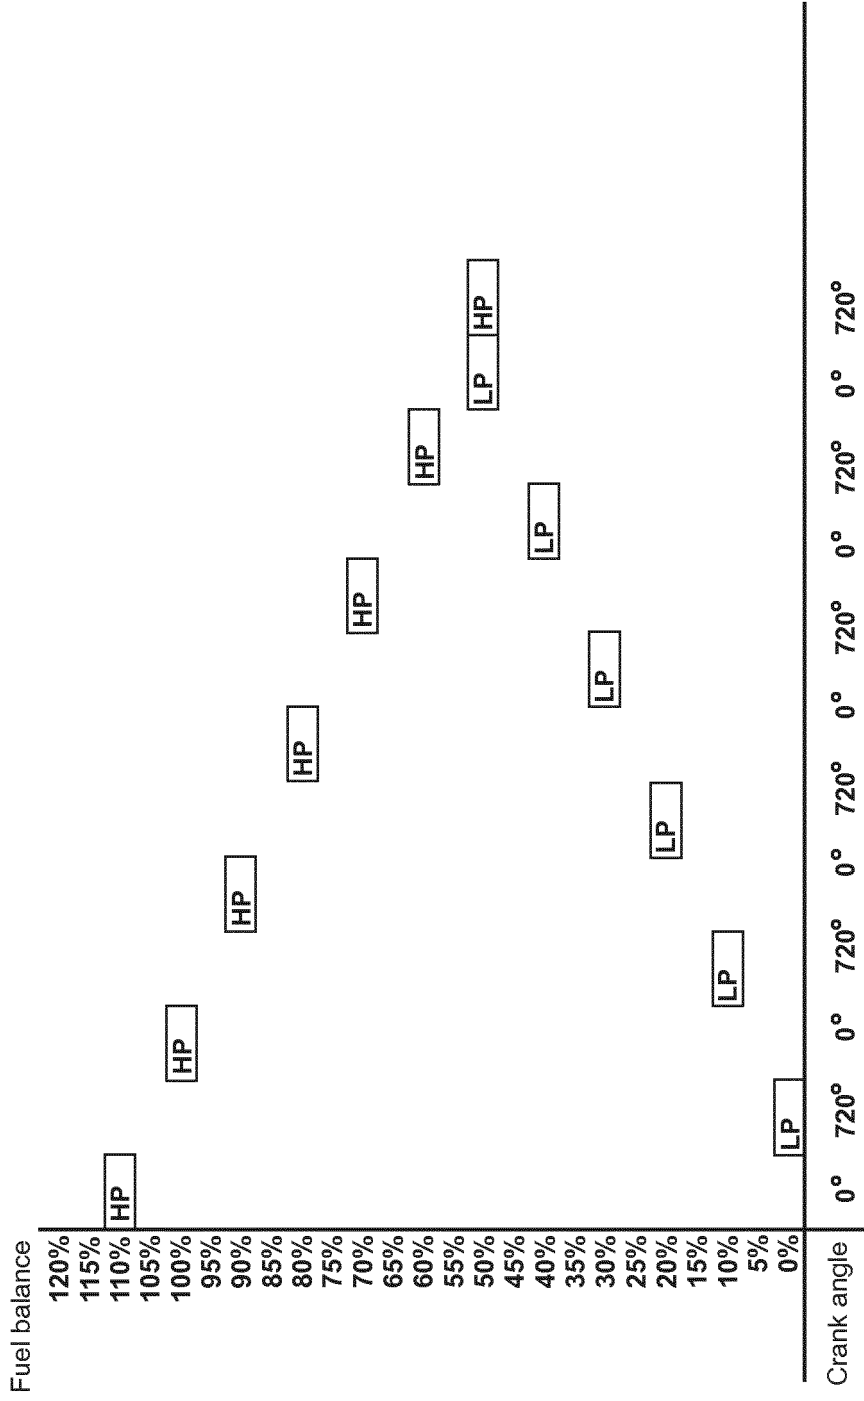 Fuel balance
120%
115%
110% HP
105%
100% HP
95%
90% HP
85%
80% HP
75%
70% HP
65%
60% HP
55%
50% LP HP
45%
40% LP
35%
30% LP
25%
20% LP
15%
10% LP
5%
0% LP
Crank angle 0° 720° 0° 720° 0° 720° 0° 720° 0° 720° 0° 720°